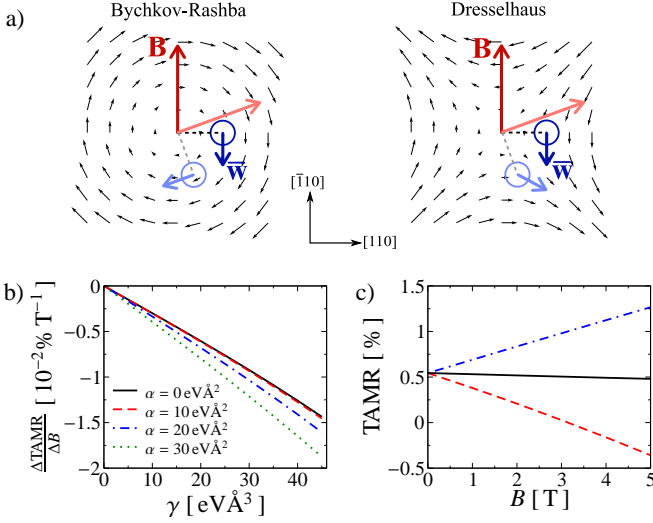 a)
Bychkov-Rashba
Dresselhaus
B
B
w̅
w̅
[1̅10]
[110]
b)
0
−0.5
−1
−1.5
−2
ΔTAMR
ΔB
[10⁻²% T⁻¹]
α = 0 eVÅ²
α = 10 eVÅ²
α = 20 eVÅ²
α = 30 eVÅ²
0 10 20 30 40
γ [eVÅ³]
c)
1.5
1
0.5
0
−0.5
TAMR [ % ]
0 1 2 3 4 5
B [ T ]